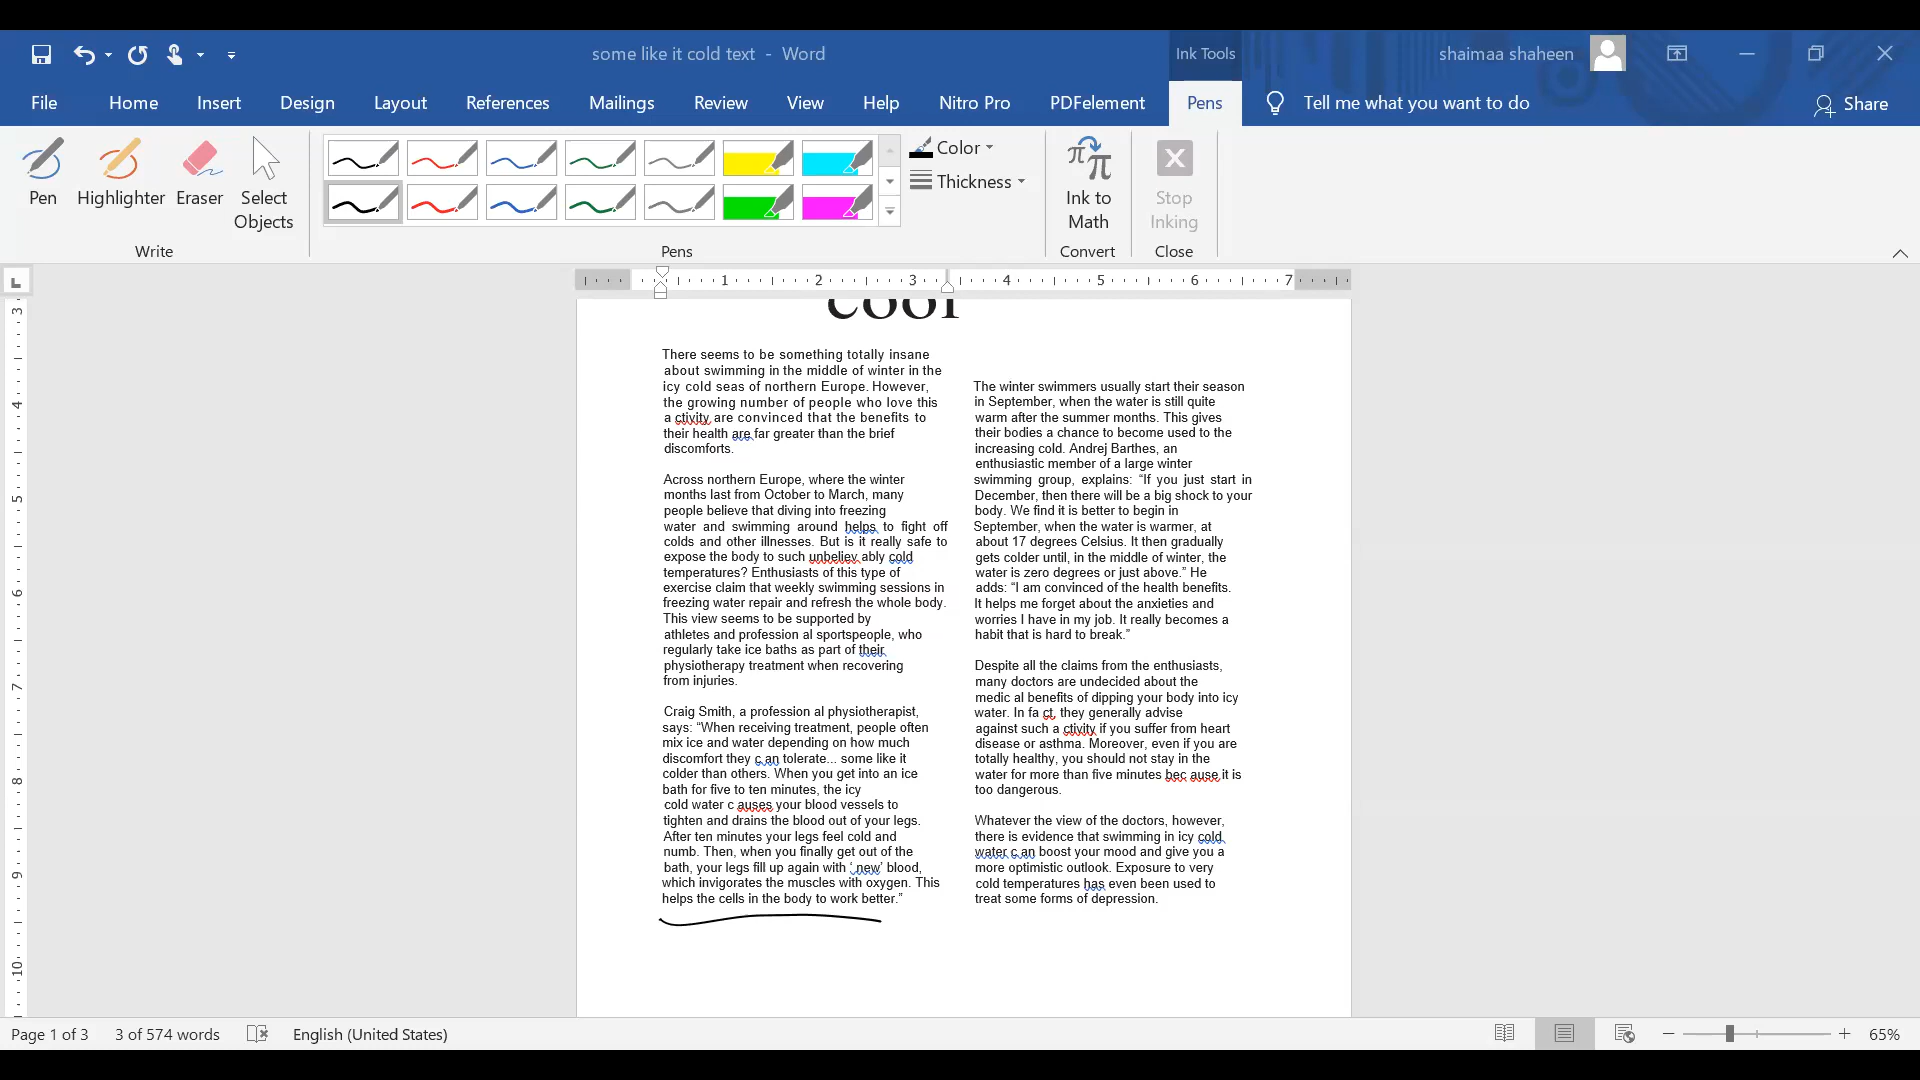 some like it cold text - Word
Ink Tools
shaimaa shaheen
File Home Insert Design Layout References Mailings Review View Help Nitro Pro PDFelement Pens Tell me what you want to do Share
Pen Highlighter Eraser Select Objects
Write
Pens
Color
Thickness
Ink to Math
Convert
Stop Inking
Close
1 2 3 4 5 6 7
3
4
5
6
7
8
9
10
cool
There seems to be something totally insane
about swimming in the middle of winter in the
icy cold seas of northern Europe. However,
the growing number of people who love this
a ctivity are convinced that the benefits to
their health are far greater than the brief
discomforts.
Across northern Europe, where the winter
months last from October to March, many
people believe that diving into freezing
water and swimming around helps to fight off
colds and other illnesses. But is it really safe to
expose the body to such unbeliev ably cold
temperatures? Enthusiasts of this type of
exercise claim that weekly swimming sessions in
freezing water repair and refresh the whole body.
This view seems to be supported by
athletes and profession al sportspeople, who
regularly take ice baths as part of their
physiotherapy treatment when recovering
from injuries.
Craig Smith, a profession al physiotherapist,
says: “When receiving treatment, people often
mix ice and water depending on how much
discomfort they c an tolerate... some like it
colder than others. When you get into an ice
bath for five to ten minutes, the icy
cold water c auses your blood vessels to
tighten and drains the blood out of your legs.
After ten minutes your legs feel cold and
numb. Then, when you finally get out of the
bath, your legs fill up again with ‘ new’ blood,
which invigorates the muscles with oxygen. This
helps the cells in the body to work better.”
The winter swimmers usually start their season
in September, when the water is still quite
warm after the summer months. This gives
their bodies a chance to become used to the
increasing cold. Andrej Barthes, an
enthusiastic member of a large winter
swimming group, explains: “If you just start in
December, then there will be a big shock to your
body. We find it is better to begin in
September, when the water is warmer, at
about 17 degrees Celsius. It then gradually
gets colder until, in the middle of winter, the
water is zero degrees or just above.” He
adds: “I am convinced of the health benefits.
It helps me forget about the anxieties and
worries I have in my job. It really becomes a
habit that is hard to break.”
Despite all the claims from the enthusiasts,
many doctors are undecided about the
medic al benefits of dipping your body into icy
water. In fa ct, they generally advise
against such a ctivity if you suffer from heart
disease or asthma. Moreover, even if you are
totally healthy, you should not stay in the
water for more than five minutes bec ause it is
too dangerous.
Whatever the view of the doctors, however,
there is evidence that swimming in icy cold
water c an boost your mood and give you a
more optimistic outlook. Exposure to very
cold temperatures has even been used to
treat some forms of depression.
Page 1 of 3 3 of 574 words English (United States) 65%